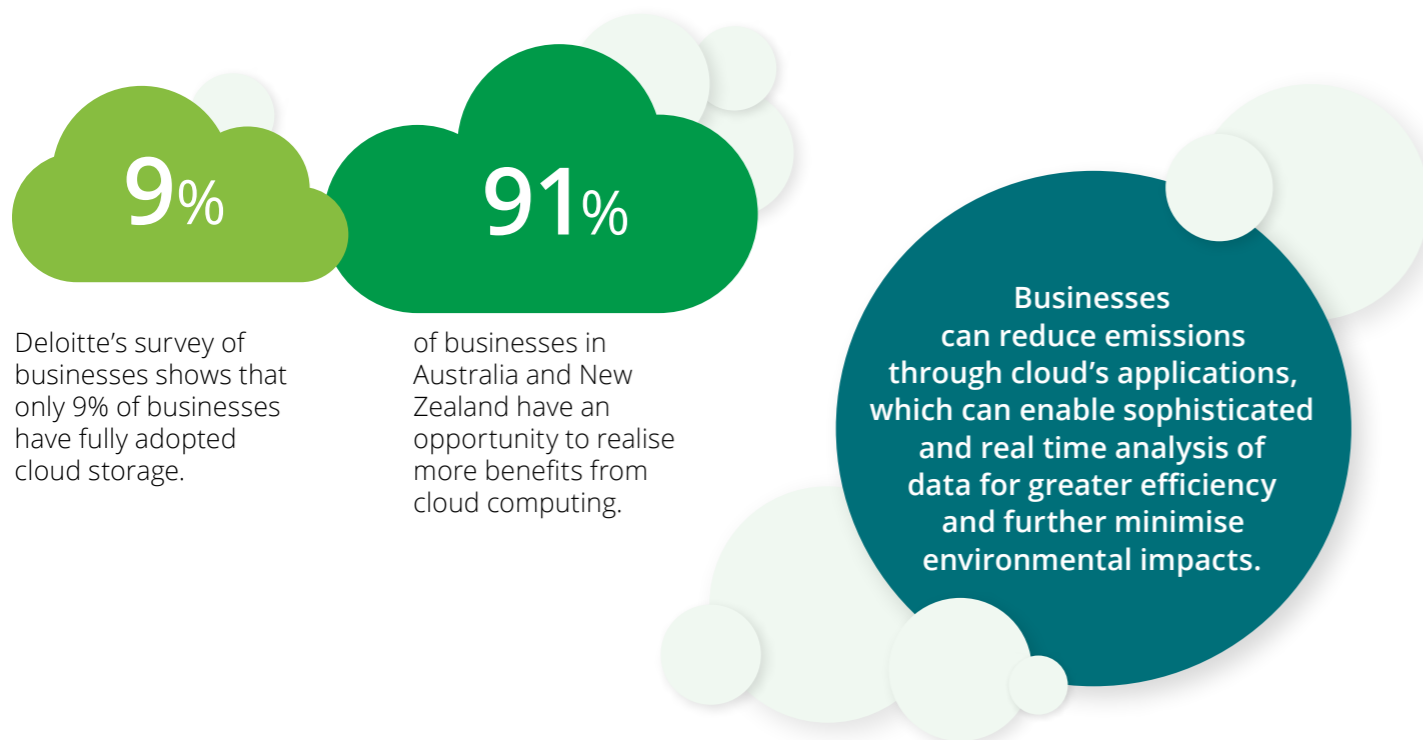 9%
Deloitte’s survey of
businesses shows that
only 9% of businesses
have fully adopted
cloud storage.
91%
of businesses in
Australia and New
Zealand have an
opportunity to realise
more benefits from
cloud computing.
Businesses
can reduce emissions
through cloud’s applications,
which can enable sophisticated
and real time analysis of
data for greater efficiency
and further minimise
environmental impacts.